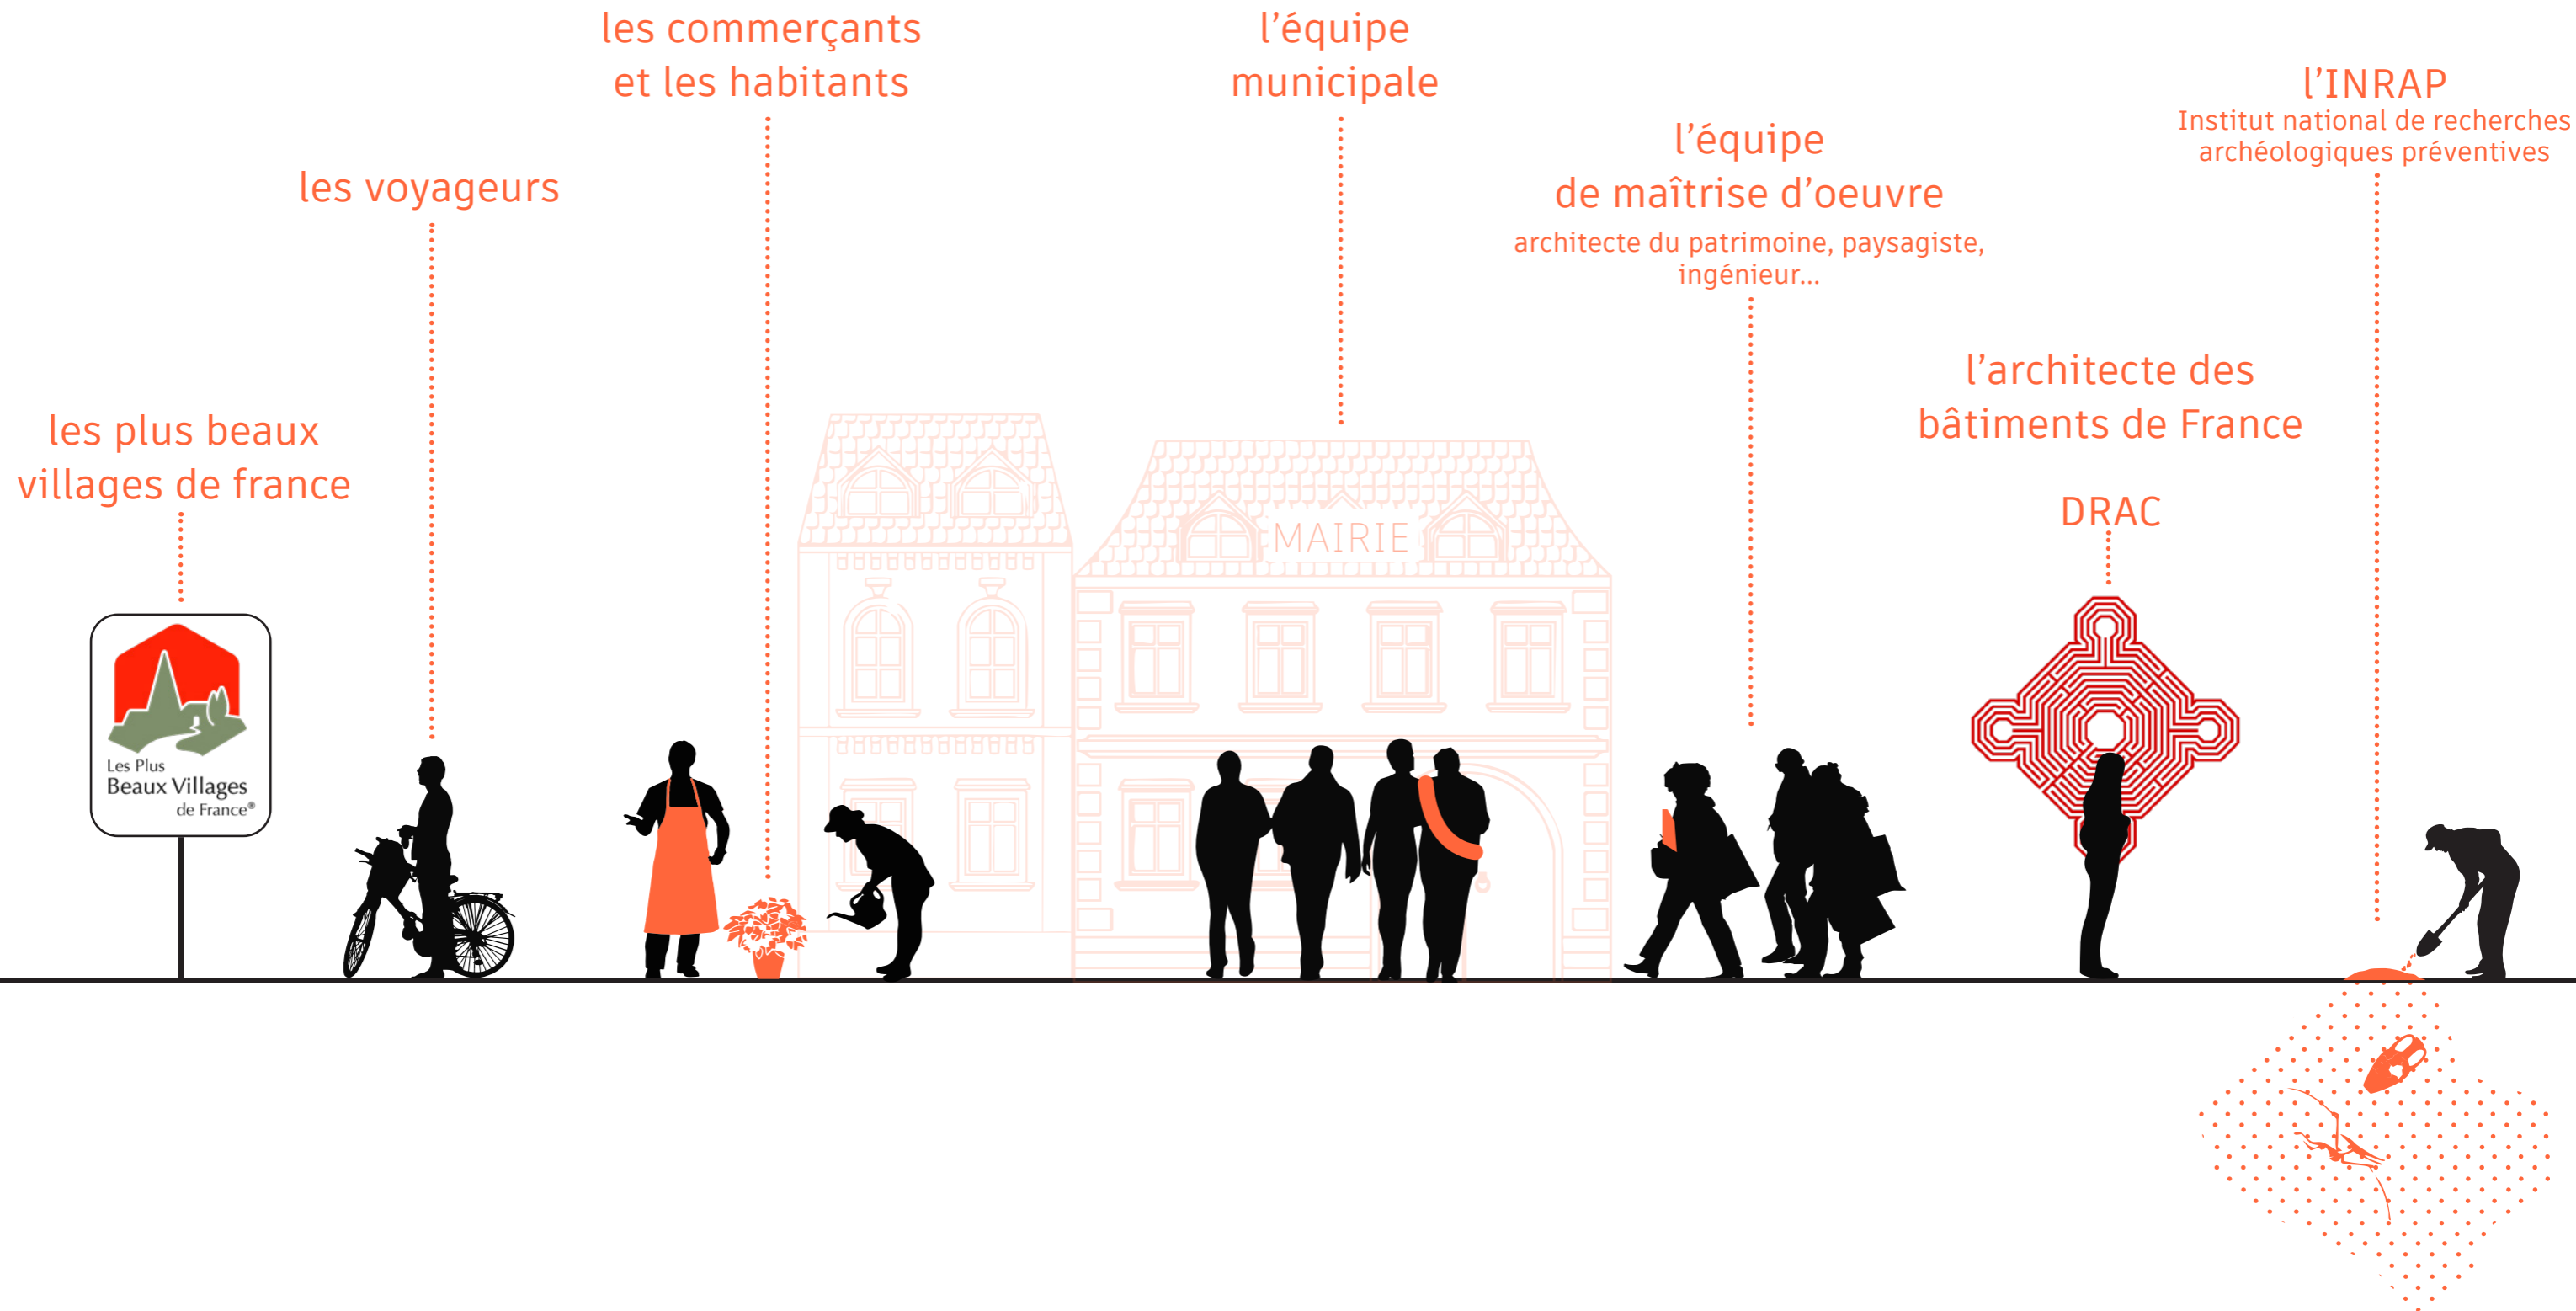 les plus beaux
villages de france
Les Plus
Beaux Villages
de France®
les voyageurs
les commerçants
et les habitants
l’équipe
municipale
MAIRIE
l’équipe
de maîtrise d’oeuvre
architecte du patrimoine, paysagiste,
ingénieur...
l’architecte des
bâtiments de France
DRAC
l’INRAP
Institut national de recherches
archéologiques préventives